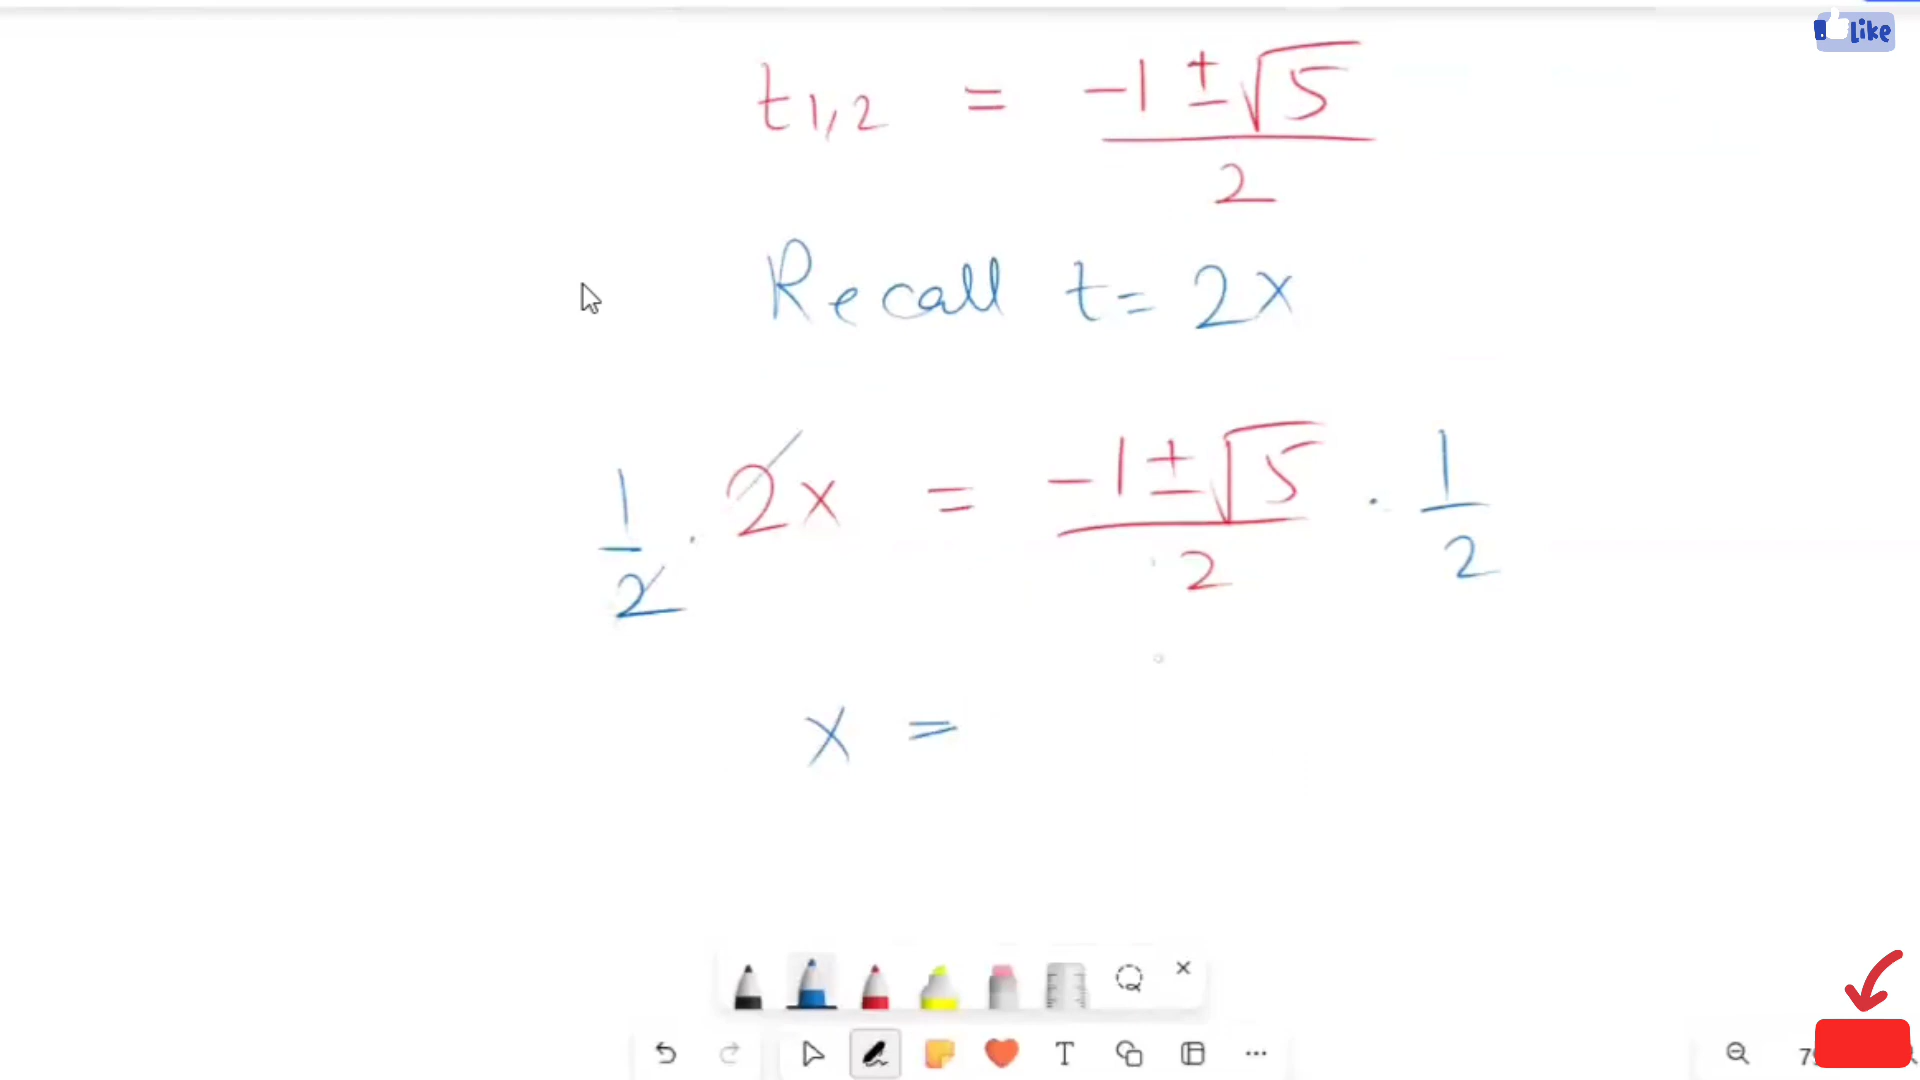 Like
t1,2 = (-1 ± √5)/2
Recall t = 2x
1/2 · 2x = (-1 ± √5)/2 · 1/2
x =
T